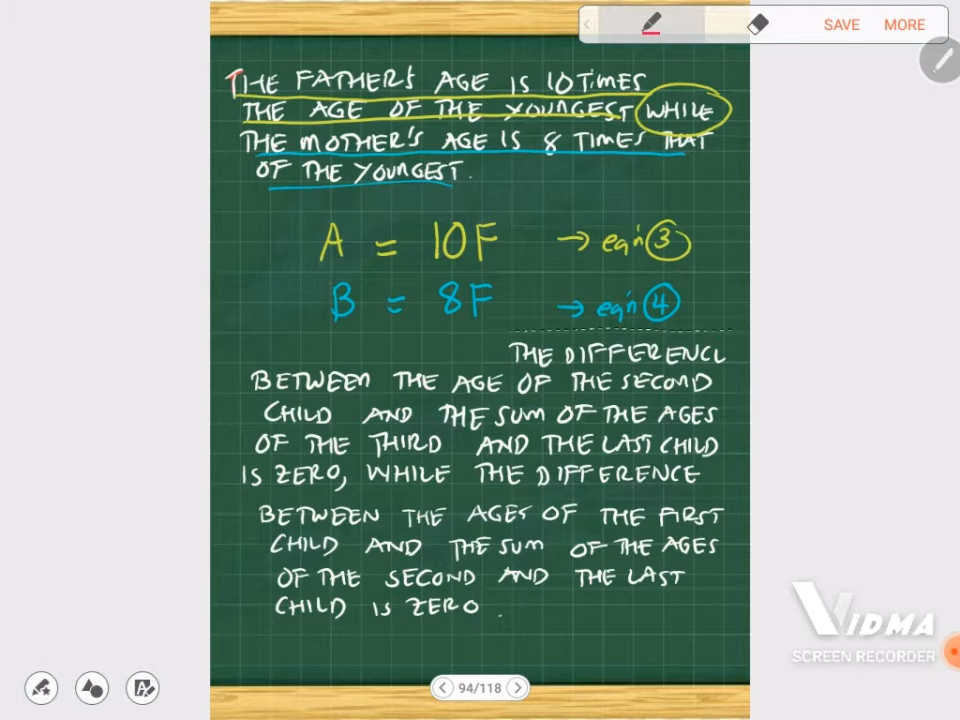 SAVE MORE
THE FATHER'S AGE IS 10 TIMES
THE AGE OF THE YOUNGEST WHILE
THE MOTHER'S AGE IS 8 TIMES THAT
OF THE YOUNGEST.
A = 10F → eq'n 3
B = 8F → eq'n 4
THE DIFFERENCE
BETWEEN THE AGE OF THE SECOND
CHILD AND THE SUM OF THE AGES
OF THE THIRD AND THE LAST CHILD
IS ZERO, WHILE THE DIFFERENCE
BETWEEN THE AGES OF THE FIRST
CHILD AND THE SUM OF THE AGES
OF THE SECOND AND THE LAST
CHILD IS ZERO.
VIDMA
SCREEN RECORDER
94/118